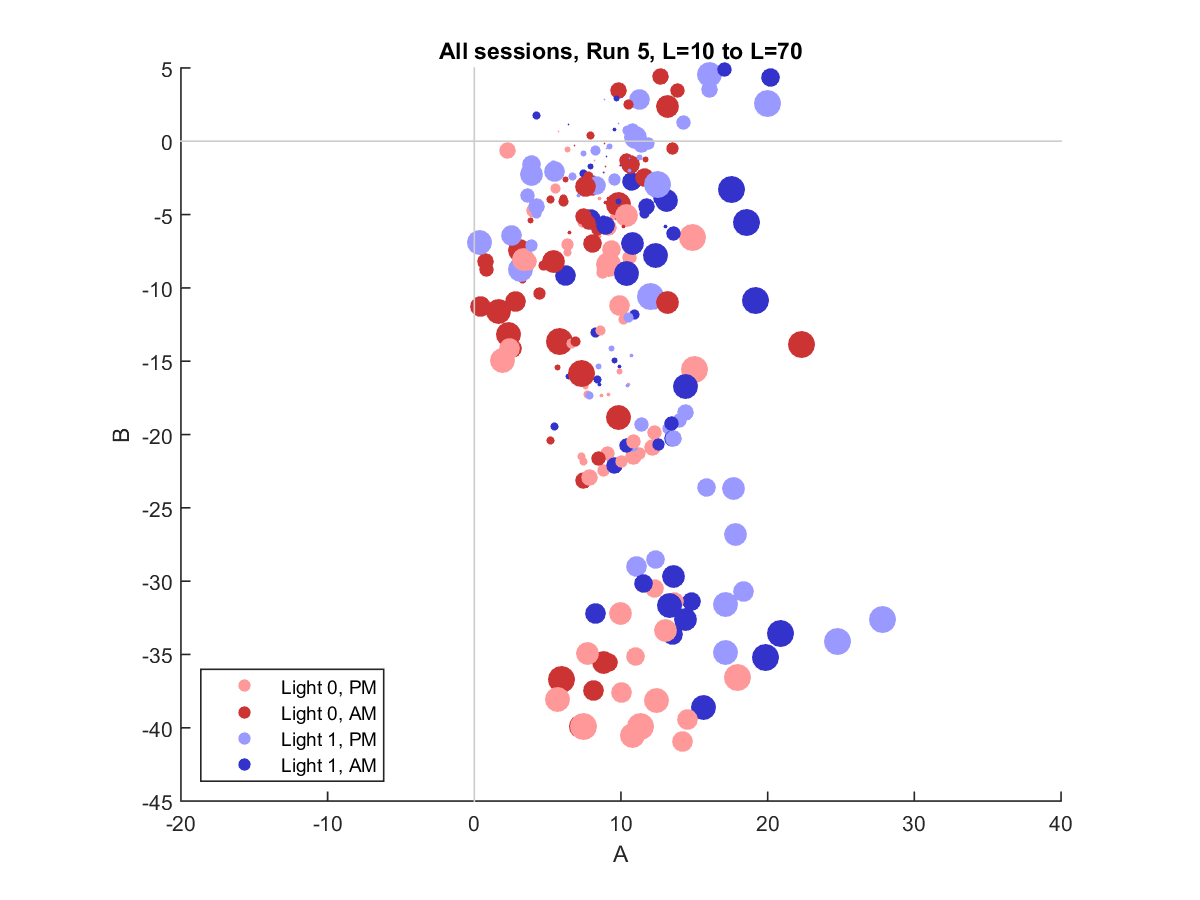 All sessions, Run 5, L=10 to L=70
5
0
-5
-10
-15
-20
-25
-30
-35
-40
-45
B
Light 0, PM
Light 0, AM
Light 1, PM
Light 1, AM
-20 -10 0 10 20 30 40
A